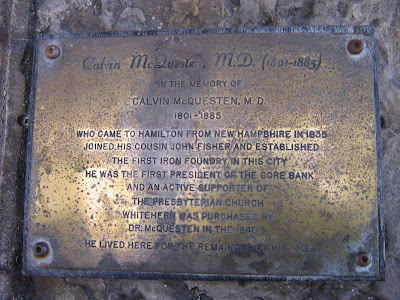 Calvin McQuesten, M.D. (1801-1885)
IN THE MEMORY OF
CALVIN McQUESTEN, M.D.
1801-1885
WHO CAME TO HAMILTON FROM NEW HAMPSHIRE IN 1835
JOINED HIS COUSIN JOHN FISHER AND ESTABLISHED
THE FIRST IRON FOUNDRY IN THIS CITY
HE WAS THE FIRST PRESIDENT OF THE GORE BANK
AND AN ACTIVE SUPPORTER OF
THE PRESBYTERIAN CHURCH
WHITEHERN WAS PURCHASED BY
DR. McQUESTEN IN THE 1840'S
HE LIVED HERE FOR THE REMAINDER OF HIS